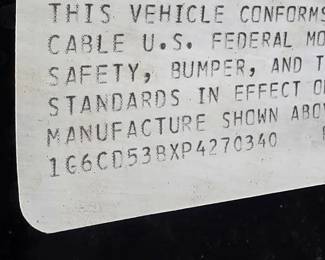 THIS VEHICLE CONFORMS
CABLE U.S. FEDERAL MO
SAFETY, BUMPER, AND T
STANDARDS IN EFFECT O
MANUFACTURE SHOWN ABO
1G6CD53BXP4270340